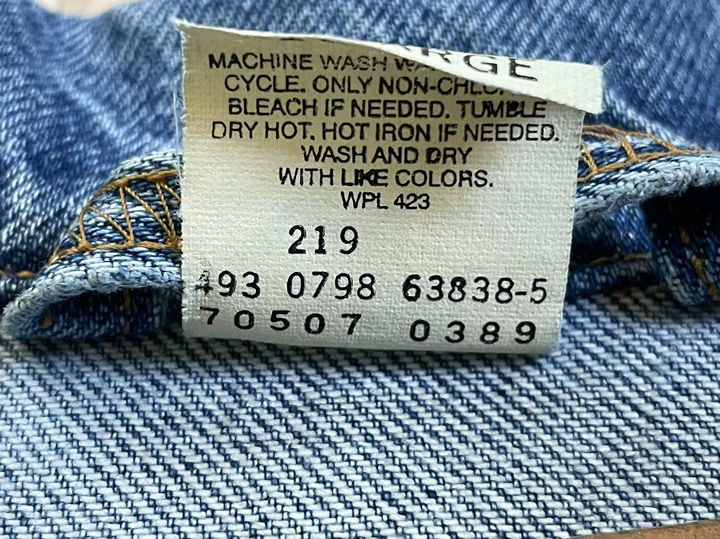 RGE
MACHINE WASH
CYCLE. ONLY NON-
BLEACH IF NEEDED. TUMBLE
DRY HOT. HOT IRON IF NEEDED.
WASH AND DRY
WITH LIKE COLORS.
WPL 423
219
493 0798 63838-5
70507 0389